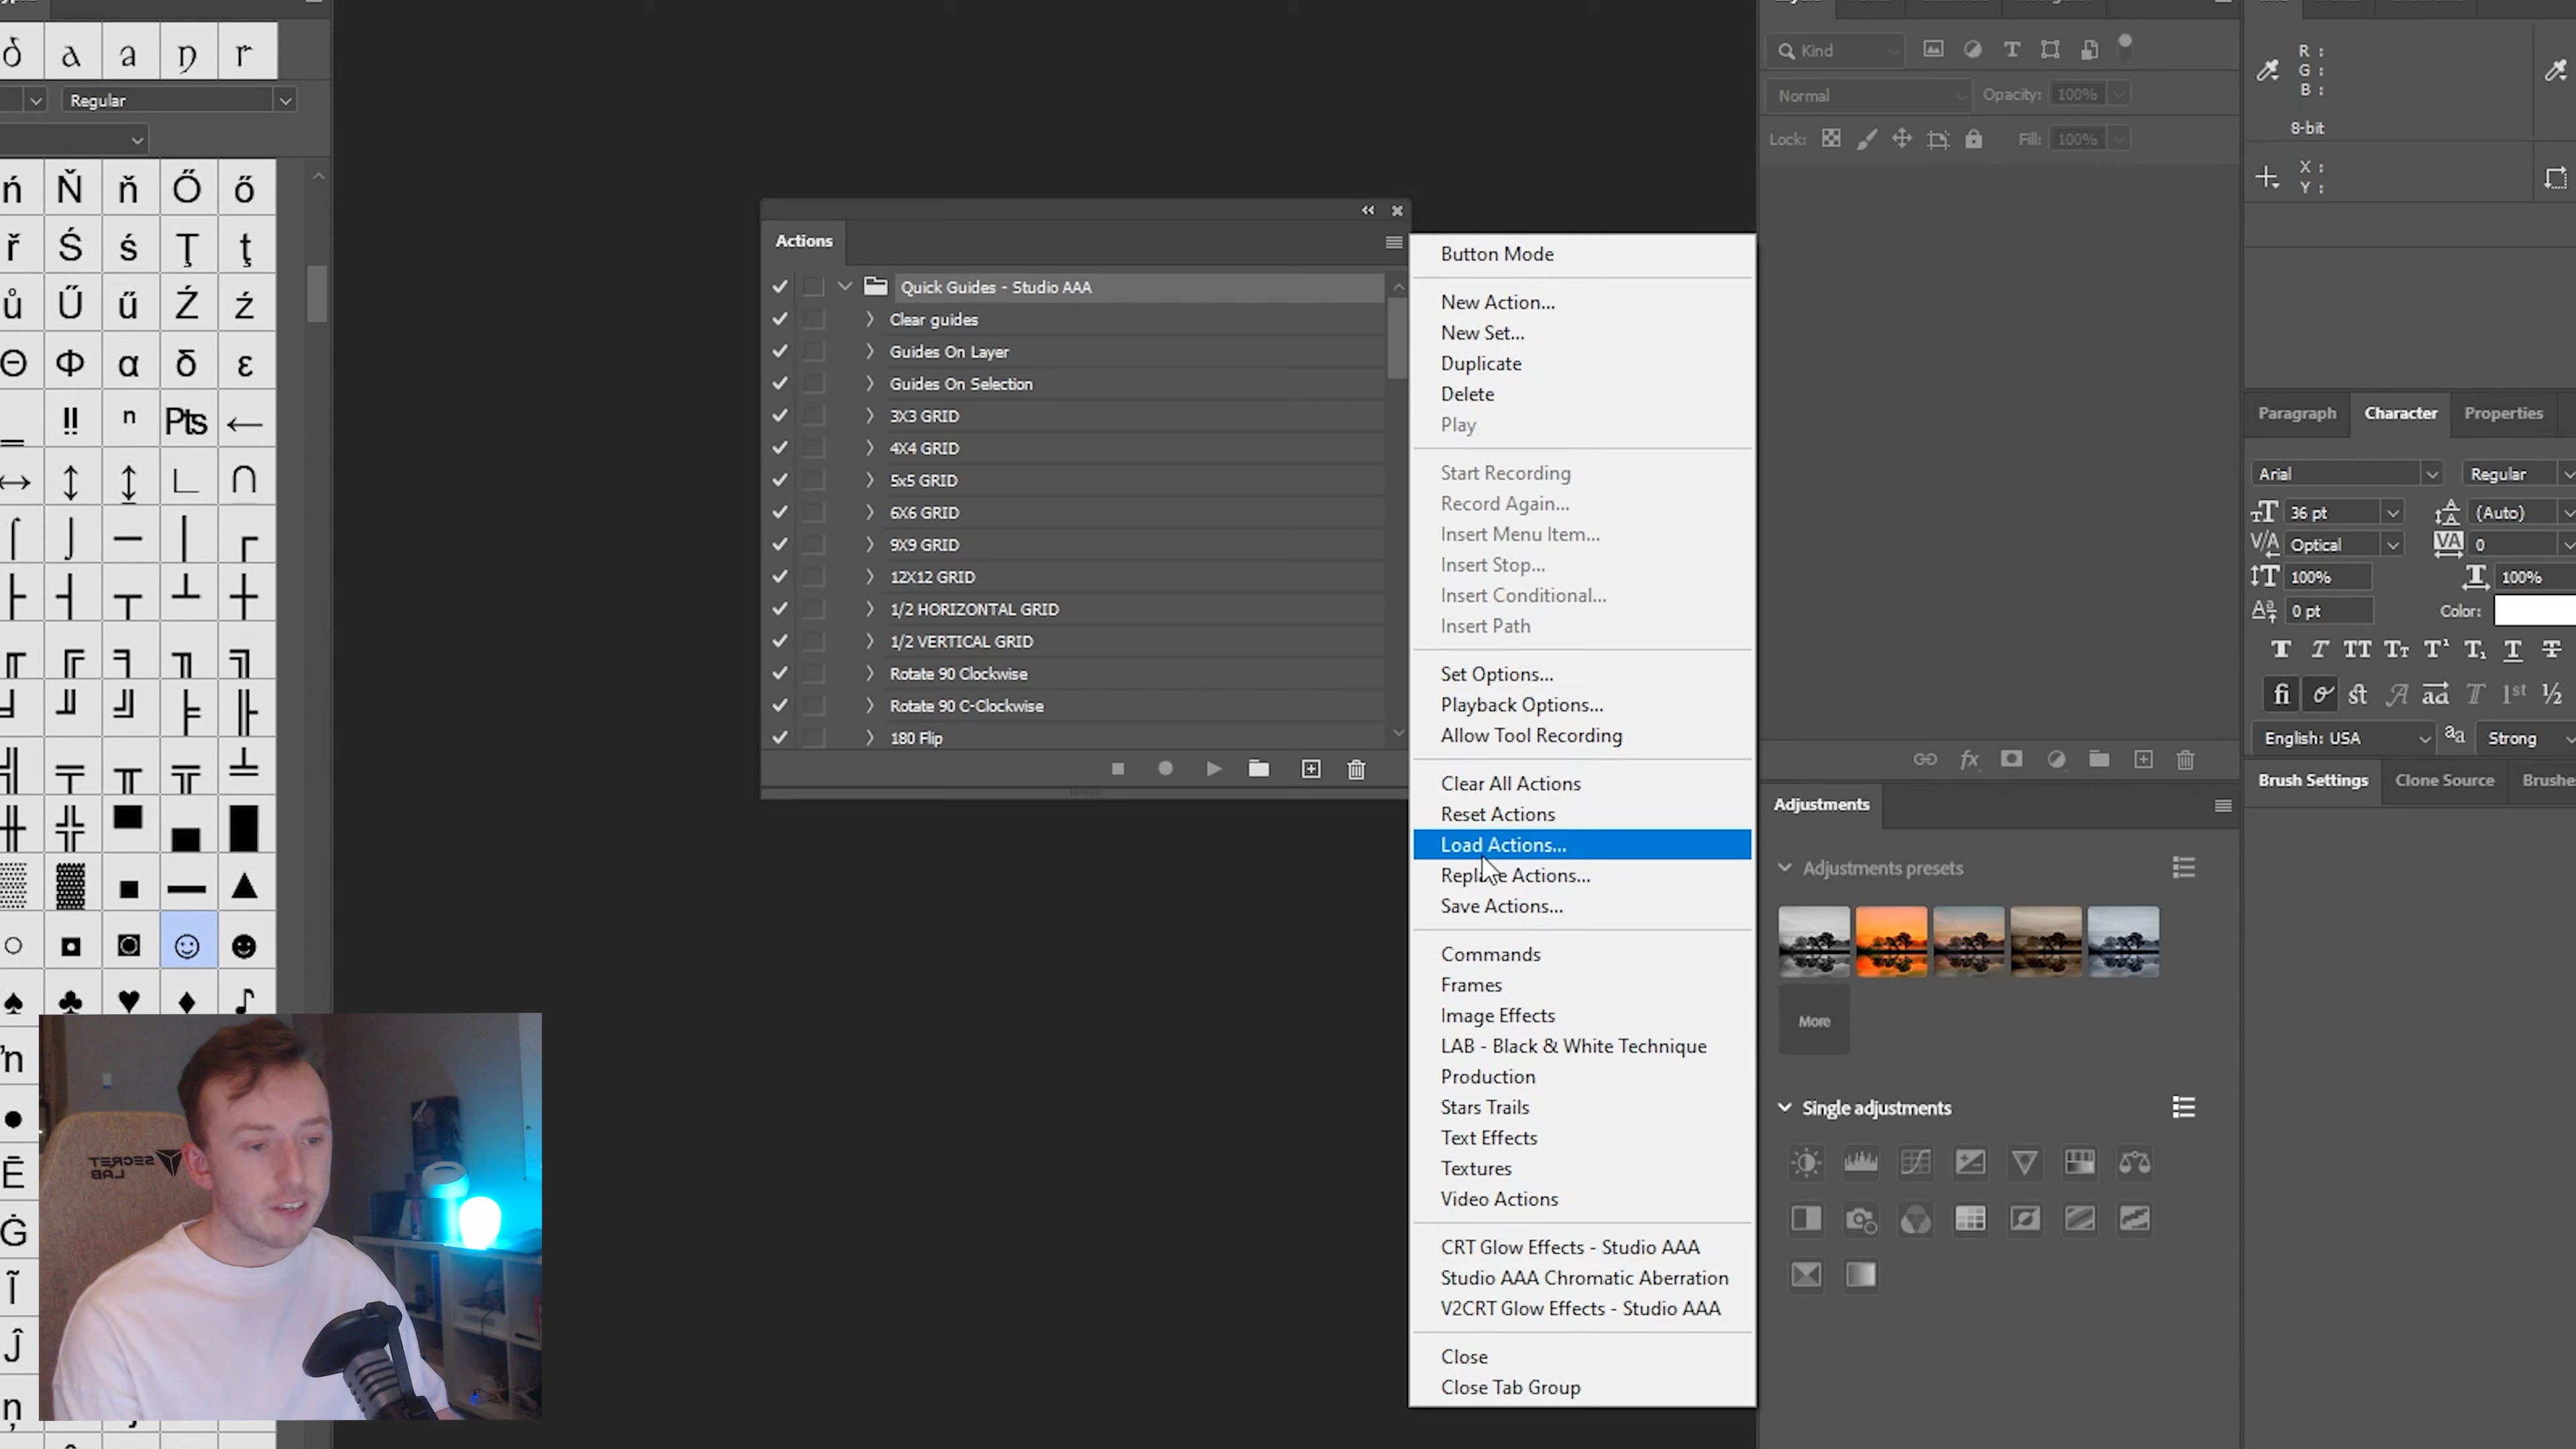 ð a a ŋ r
Regular
ń Ň ň Ő ő
ř Ś ś Ţ ţ
ů Ű ű Ź ź
Θ Φ α δ ε
‗ ‼ ⁿ ₧ ←
↔ ↕ ↨ ∟ ∩
⌠ ⌡ ─ │ ┌
├ ┤ ┬ ┴ ┼
╓ ╔ ╕ ╖ ╗
╜ ╝ ╞ ╟
╣ ╤ ╥ ╦ ╧
╫ ╬ ▀ ▄ █
▪ ▬ ▲
○ ◘ ◙ ☺ ☻
♠ ♣ ♥ ♦ ♪
ŉ
●
Ē
Ġ
Ĩ
Ĵ
ņ
SECRET
LAB
Actions
Quick Guides - Studio AAA
Clear guides
Guides On Layer
Guides On Selection
3X3 GRID
4X4 GRID
5x5 GRID
6X6 GRID
9X9 GRID
12X12 GRID
1/2 HORIZONTAL GRID
1/2 VERTICAL GRID
Rotate 90 Clockwise
Rotate 90 C-Clockwise
180 Flip
Button Mode
New Action...
New Set...
Duplicate
Delete
Play
Start Recording
Record Again...
Insert Menu Item...
Insert Stop...
Insert Conditional...
Insert Path
Set Options...
Playback Options...
Allow Tool Recording
Clear All Actions
Reset Actions
Load Actions...
Replace Actions...
Save Actions...
Commands
Frames
Image Effects
LAB - Black & White Technique
Production
Stars Trails
Text Effects
Textures
Video Actions
CRT Glow Effects - Studio AAA
Studio AAA Chromatic Aberration
V2CRT Glow Effects - Studio AAA
Close
Close Tab Group
Kind
Normal Opacity: 100%
Lock: Fill: 100%
Adjustments
Adjustments presets
More
Single adjustments
R :
G :
B :
8-bit
X :
Y :
Paragraph Character Properties
Arial Regular
36 pt (Auto)
Optical 0
100% 100%
0 pt Color:
English: USA Strong
Brush Settings Clone Source Brushe